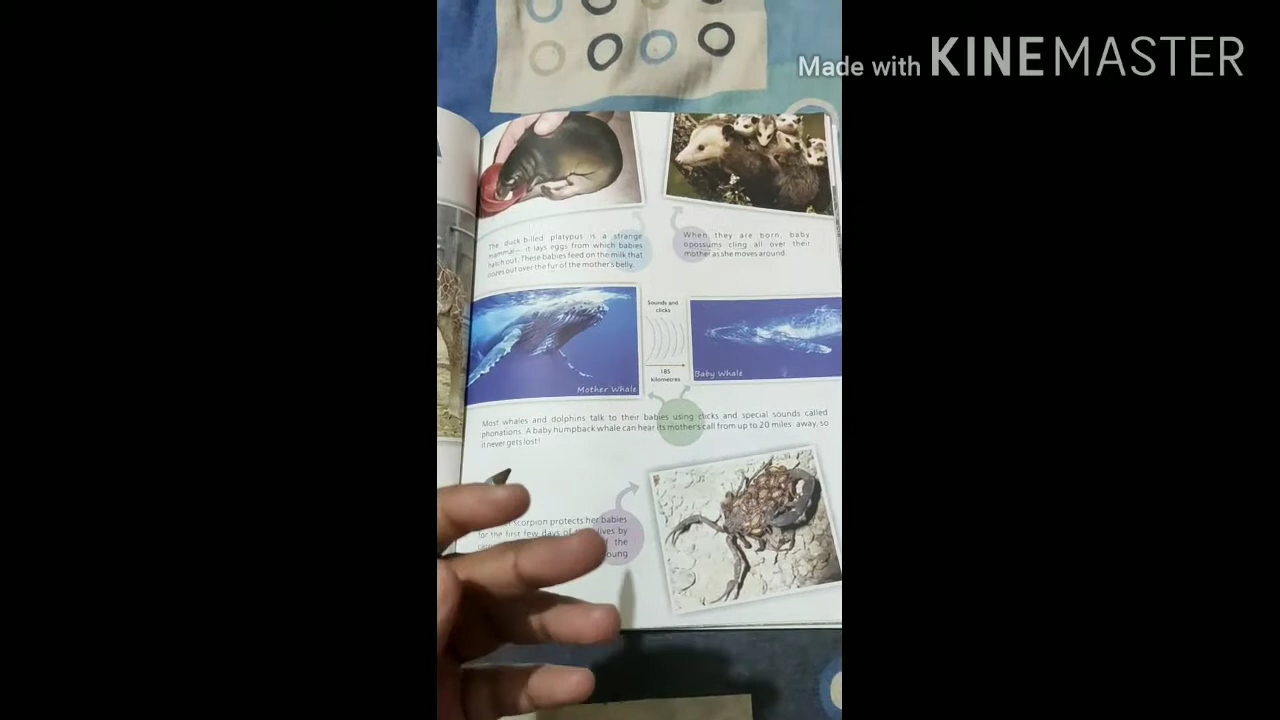 Made with KINEMASTER
The duck-billed platypus is a strange
mammal— it lays eggs from which babies
hatch out. These babies feed on the milk that
oozes out over the fur of the mother's belly.
When they are born, baby
opossums cling all over their
mother as she moves around.
Sounds and
clicks
185
kilometres
Mother Whale
Baby Whale
Most whales and dolphins talk to their babies using clicks and special sounds called
phonations. A baby humpback whale can hear its mother's call from up to 20 miles away, so
it never gets lost!
scorpion protects her babies
for the first few days of lives by
the